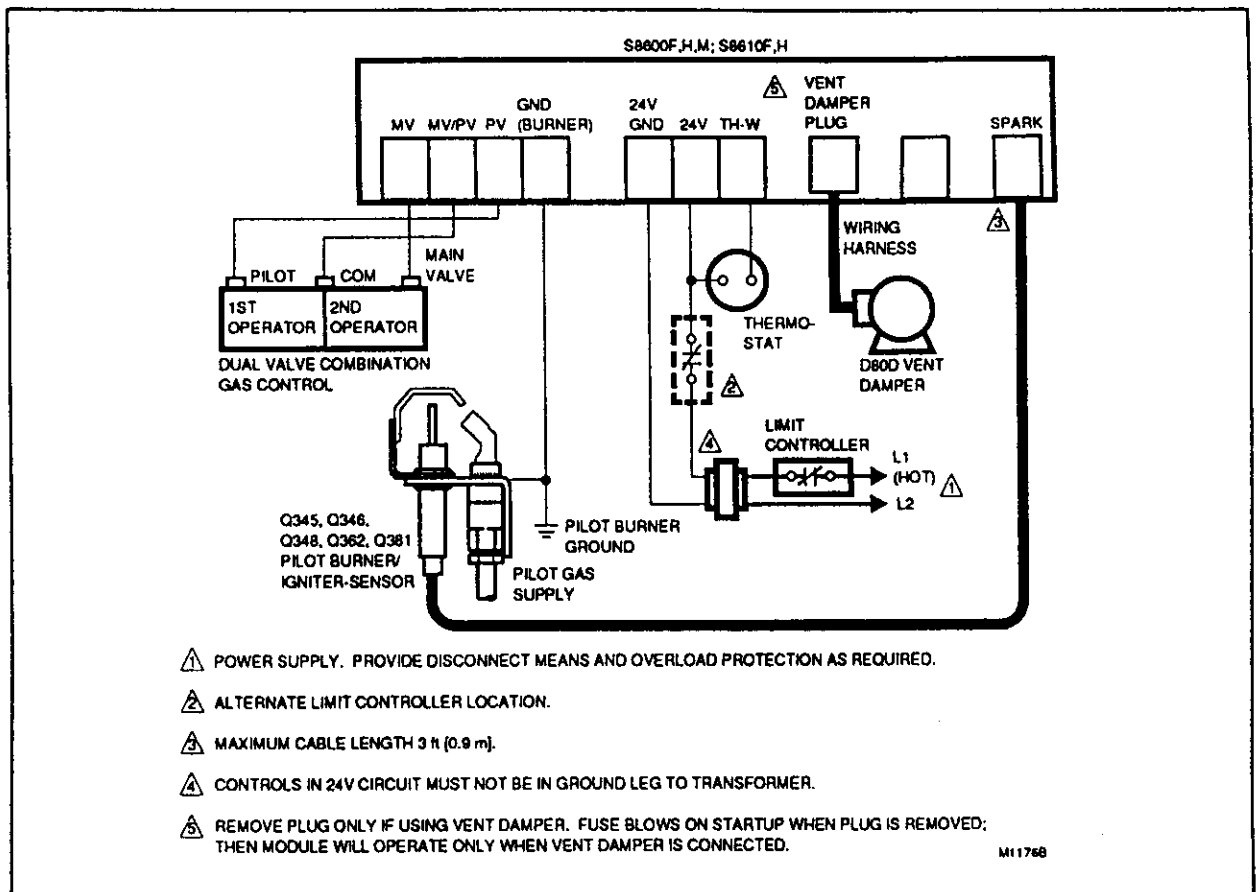 S8600F,H,M; S8610F,H
5 VENT
DAMPER
PLUG
MV MV/PV PV GND
(BURNER)
24V
GND 24V TH-W
SPARK
3
WIRING
HARNESS
MAIN
VALVE
PILOT COM
1ST
OPERATOR
2ND
OPERATOR
DUAL VALVE COMBINATION
GAS CONTROL
THERMO-
STAT
D80D VENT
DAMPER
2
4
LIMIT
CONTROLLER
L1
(HOT) 1
L2
Q345, Q346,
Q348, Q362, Q381
PILOT BURNER/
IGNITER-SENSOR
PILOT BURNER
GROUND
PILOT GAS
SUPPLY
1 POWER SUPPLY. PROVIDE DISCONNECT MEANS AND OVERLOAD PROTECTION AS REQUIRED.
2 ALTERNATE LIMIT CONTROLLER LOCATION.
3 MAXIMUM CABLE LENGTH 3 ft [0.9 m].
4 CONTROLS IN 24V CIRCUIT MUST NOT BE IN GROUND LEG TO TRANSFORMER.
5 REMOVE PLUG ONLY IF USING VENT DAMPER. FUSE BLOWS ON STARTUP WHEN PLUG IS REMOVED;
THEN MODULE WILL OPERATE ONLY WHEN VENT DAMPER IS CONNECTED.
M1176B